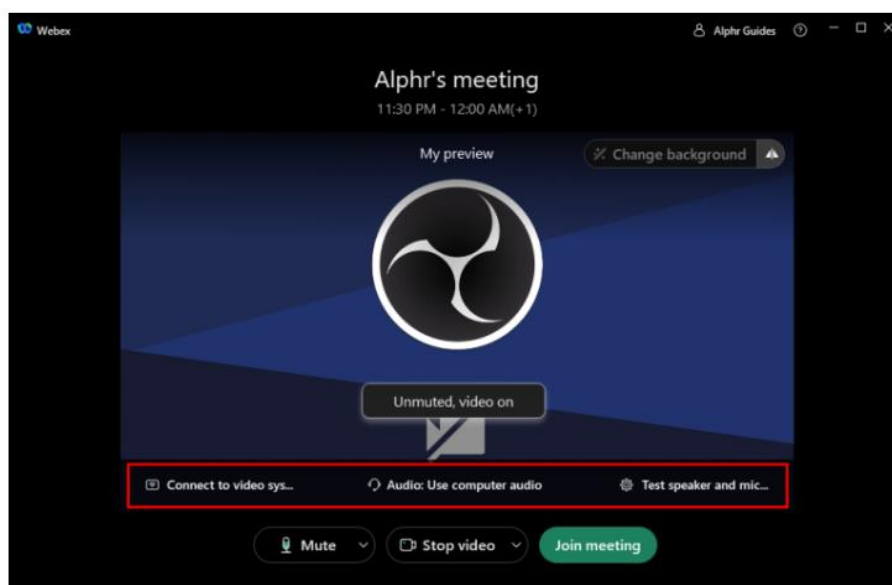 Webex
Alphr Guides
Alphr's meeting
11:30 PM - 12:00 AM(+1)
My preview
Change background
Unmuted, video on
Connect to video sys...
Audio: Use computer audio
Test speaker and mic...
Mute
Stop video
Join meeting